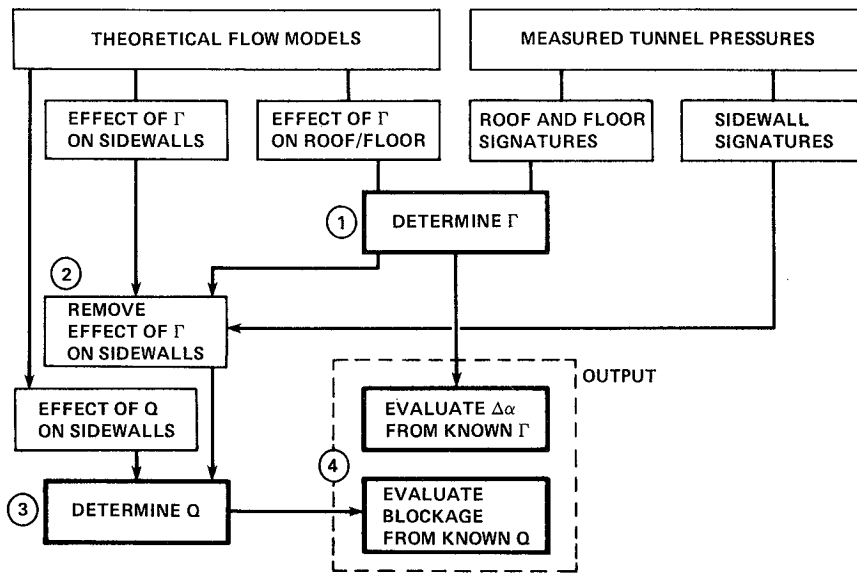 THEORETICAL FLOW MODELS
MEASURED TUNNEL PRESSURES
EFFECT OF Γ
ON SIDEWALLS
EFFECT OF Γ
ON ROOF/FLOOR
ROOF AND FLOOR
SIGNATURES
SIDEWALL
SIGNATURES
1
DETERMINE Γ
2
REMOVE
EFFECT OF Γ
ON SIDEWALLS
OUTPUT
EFFECT OF Q
ON SIDEWALLS
EVALUATE Δα
FROM KNOWN Γ
4
3
DETERMINE Q
EVALUATE
BLOCKAGE
FROM KNOWN Q